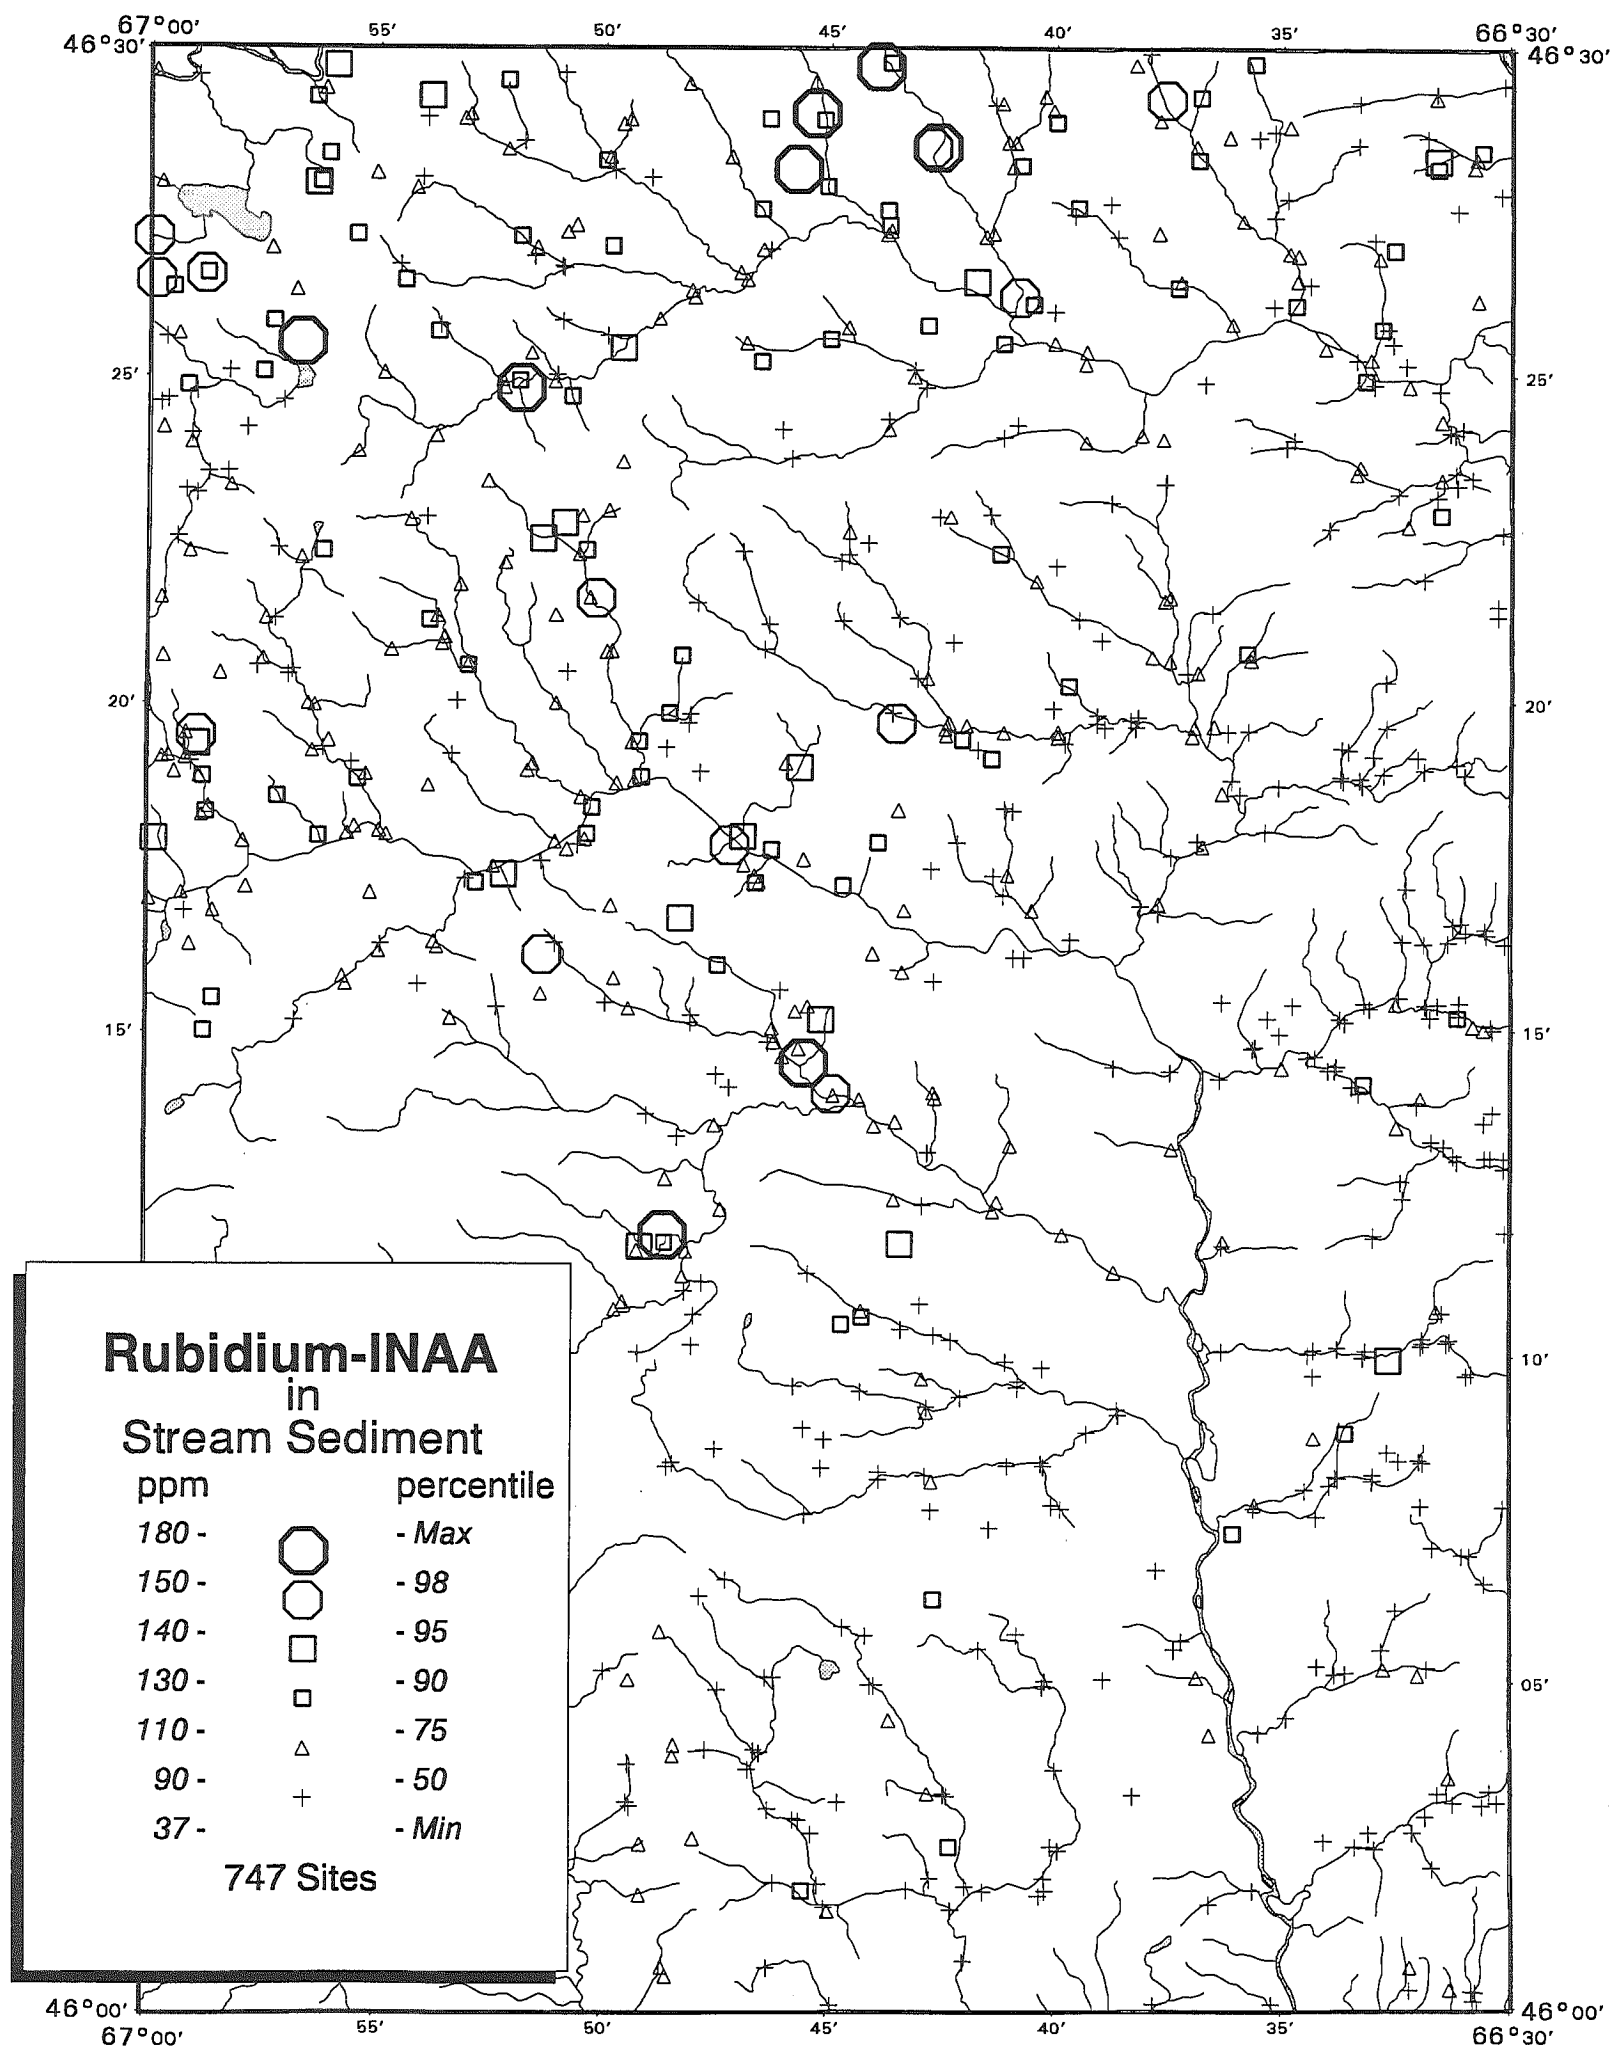 67°00′ 55′ 50′ 45′ 40′ 35′ 66°30′
46°30′ 46°30′
25′ 25′
20′ 20′
15′ 15′
10′
Rubidium-INAA
in
Stream Sediment
ppm percentile
180 - - Max
150 - - 98
140 - - 95
130 - - 90
110 - - 75
90 - - 50
37 - - Min
747 Sites
05′
46°00′ 46°00′
67°00′ 55′ 50′ 45′ 40′ 35′ 66°30′